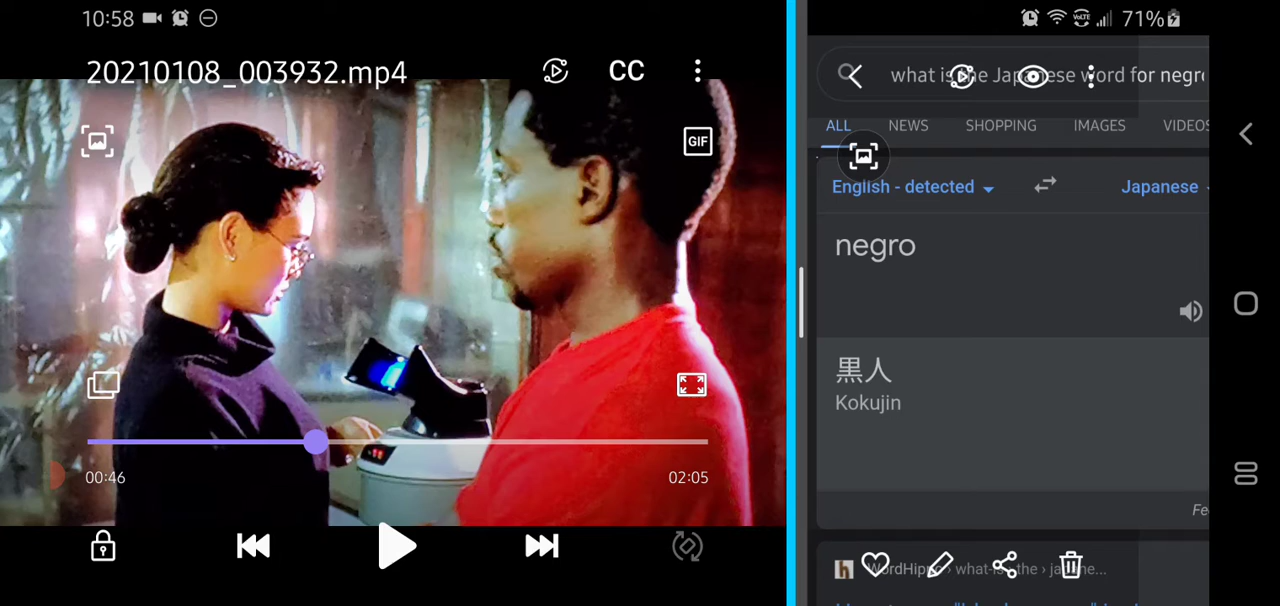 10:58
20210108_003932.mp4
CC
GIF
00:46
02:05
71%
what is the Japanese word for negro
ALL NEWS SHOPPING IMAGES VIDEOS
English - detected
Japanese
negro
黒人
Kokujin
Fe
h WordHippo › what-is › the › japane...